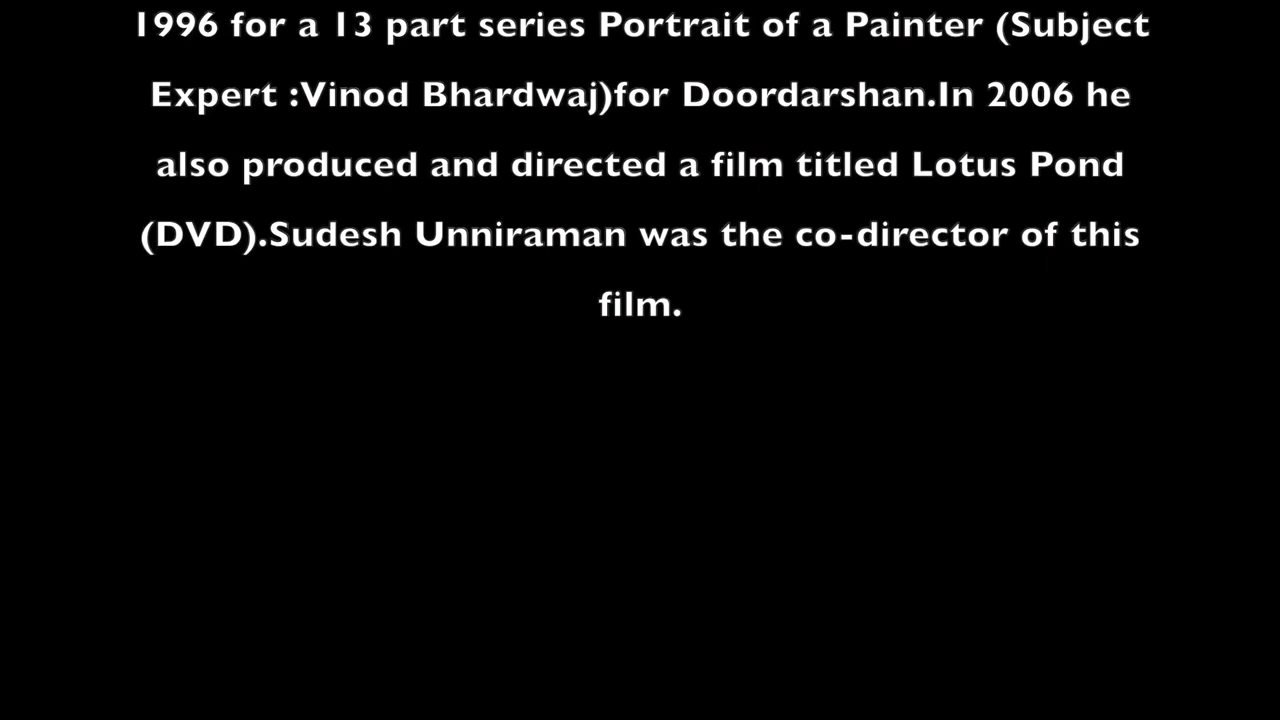 1996 for a 13 part series Portrait of a Painter (Subject
Expert :Vinod Bhardwaj)for Doordarshan.In 2006 he
also produced and directed a film titled Lotus Pond
(DVD).Sudesh Unniraman was the co-director of this
film.